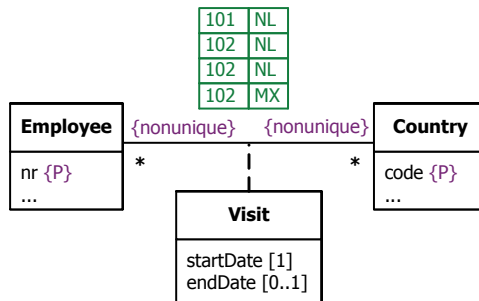 101 NL
102 NL
102 NL
102 MX
Employee {nonunique} {nonunique} Country
nr {P} * * code {P}
... ...
Visit
startDate [1]
endDate [0..1]